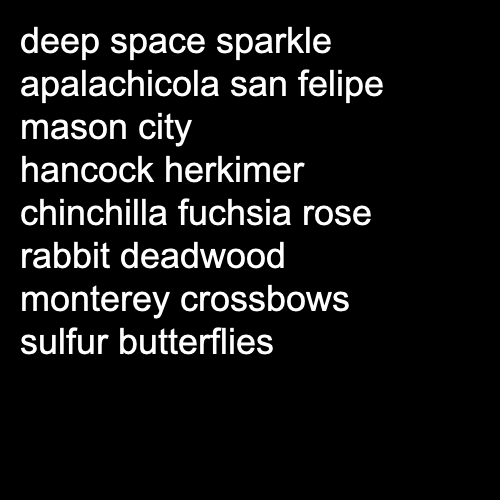 deep space sparkle
apalachicola san felipe
mason city
hancock herkimer
chinchilla fuchsia rose
rabbit deadwood
monterey crossbows
sulfur butterflies